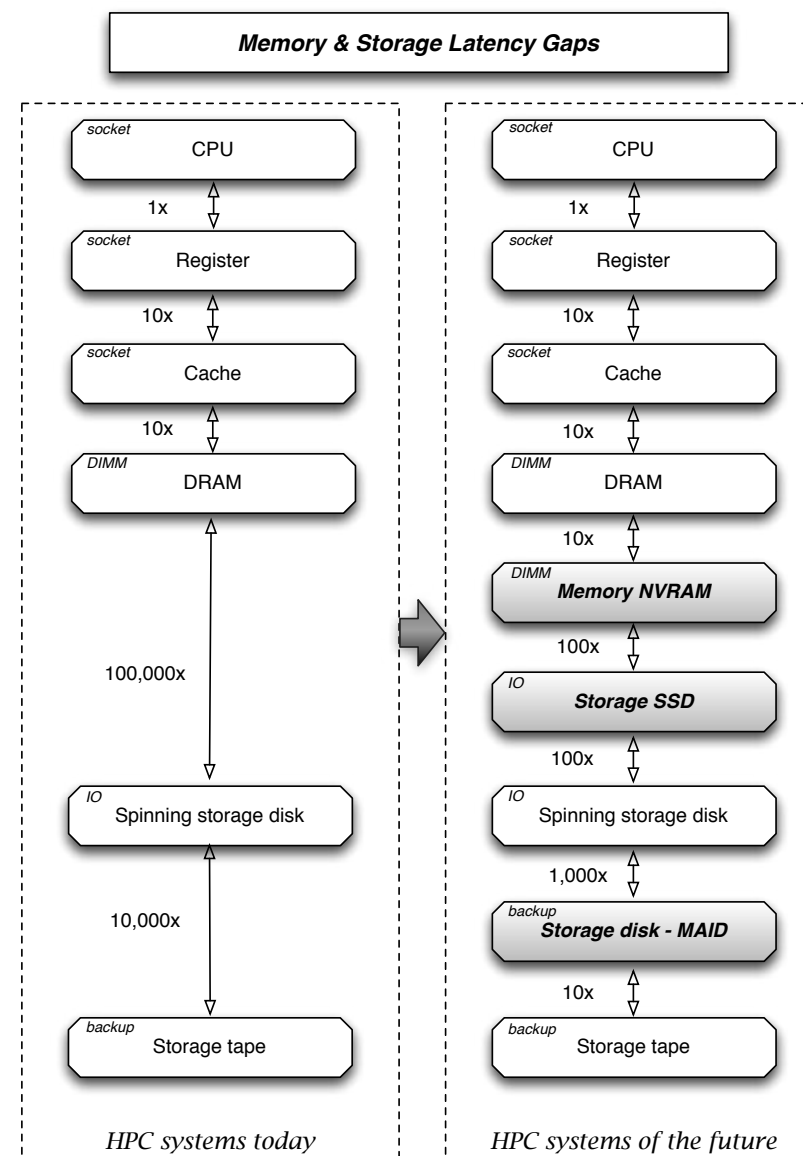 Memory & Storage Latency Gaps
socket
CPU
1x
socket
Register
10x
socket
Cache
10x
DIMM
DRAM
100,000x
IO
Spinning storage disk
10,000x
backup
Storage tape
HPC systems today
socket
CPU
1x
socket
Register
10x
socket
Cache
10x
DIMM
DRAM
10x
DIMM
Memory NVRAM
100x
IO
Storage SSD
100x
IO
Spinning storage disk
1,000x
backup
Storage disk - MAID
10x
backup
Storage tape
HPC systems of the future